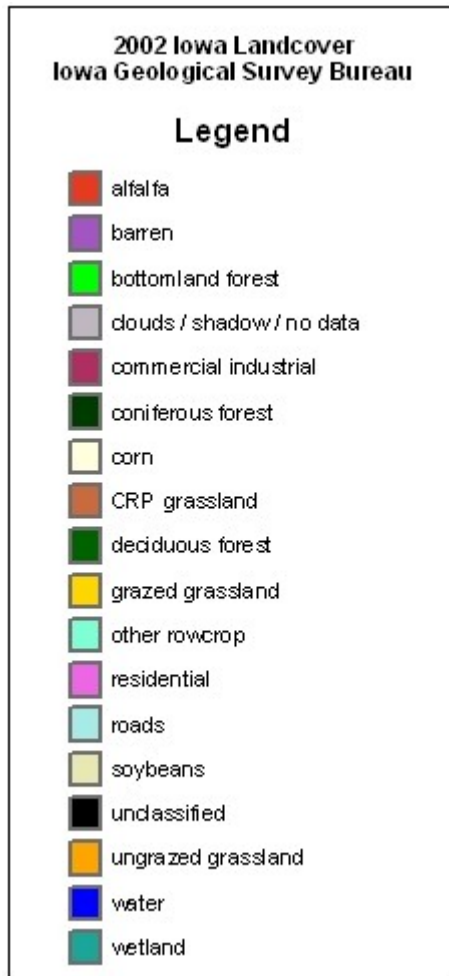 2002 Iowa Landcover
Iowa Geological Survey Bureau
Legend
alfalfa
barren
bottomland forest
clouds / shadow / no data
commercial industrial
coniferous forest
corn
CRP grassland
deciduous forest
grazed grassland
other rowcrop
residential
roads
soybeans
unclassified
ungrazed grassland
water
wetland